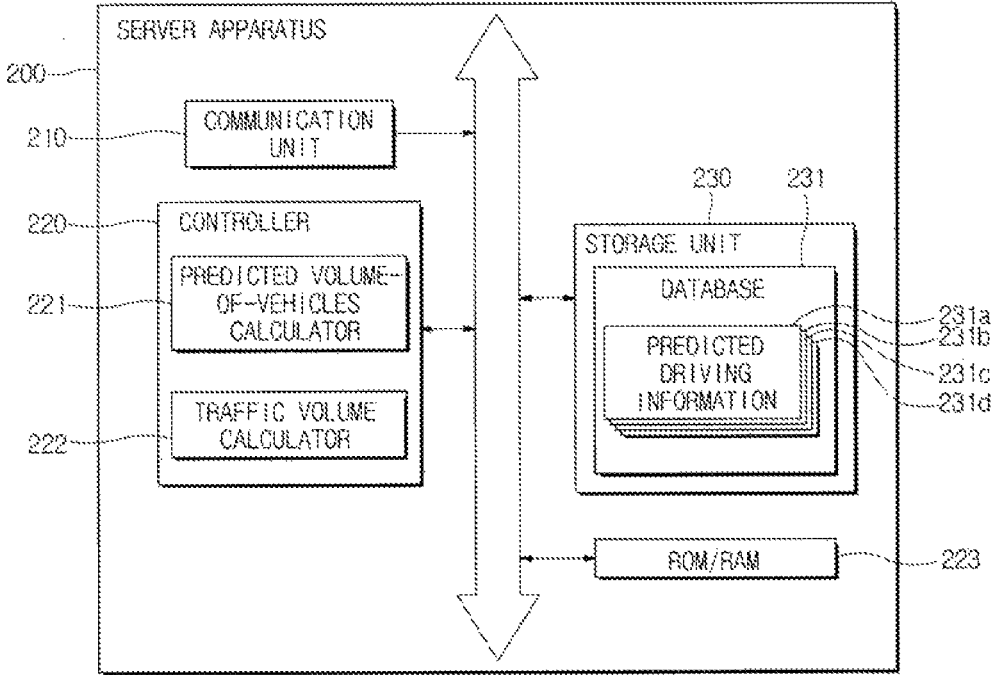 SERVER APPARATUS
200
COMMUNICATION
UNIT
210
220
CONTROLLER
PREDICTED VOLUME-
OF-VEHICLES
CALCULATOR
221
TRAFFIC VOLUME
CALCULATOR
222
230
231
STORAGE UNIT
DATABASE
PREDICTED
DRIVING
INFORMATION
231a
231b
231c
231d
ROM/RAM
223